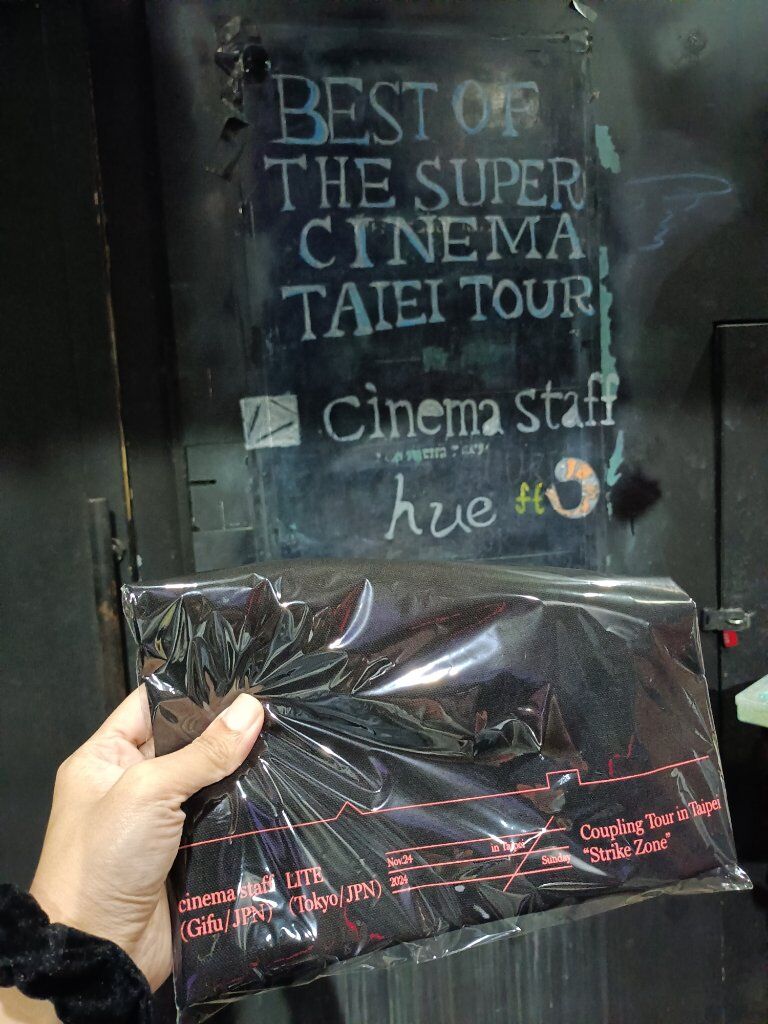 BEST OF
THE SUPER
CINEMA
TAIEI TOUR
cinema staff
hue
cinema staff
(Gifu/JPN)
LITE
(Tokyo/JPN)
Nov.24
in Taipei
2024
Sunday
Coupling Tour in Taipei
"Strike Zone"